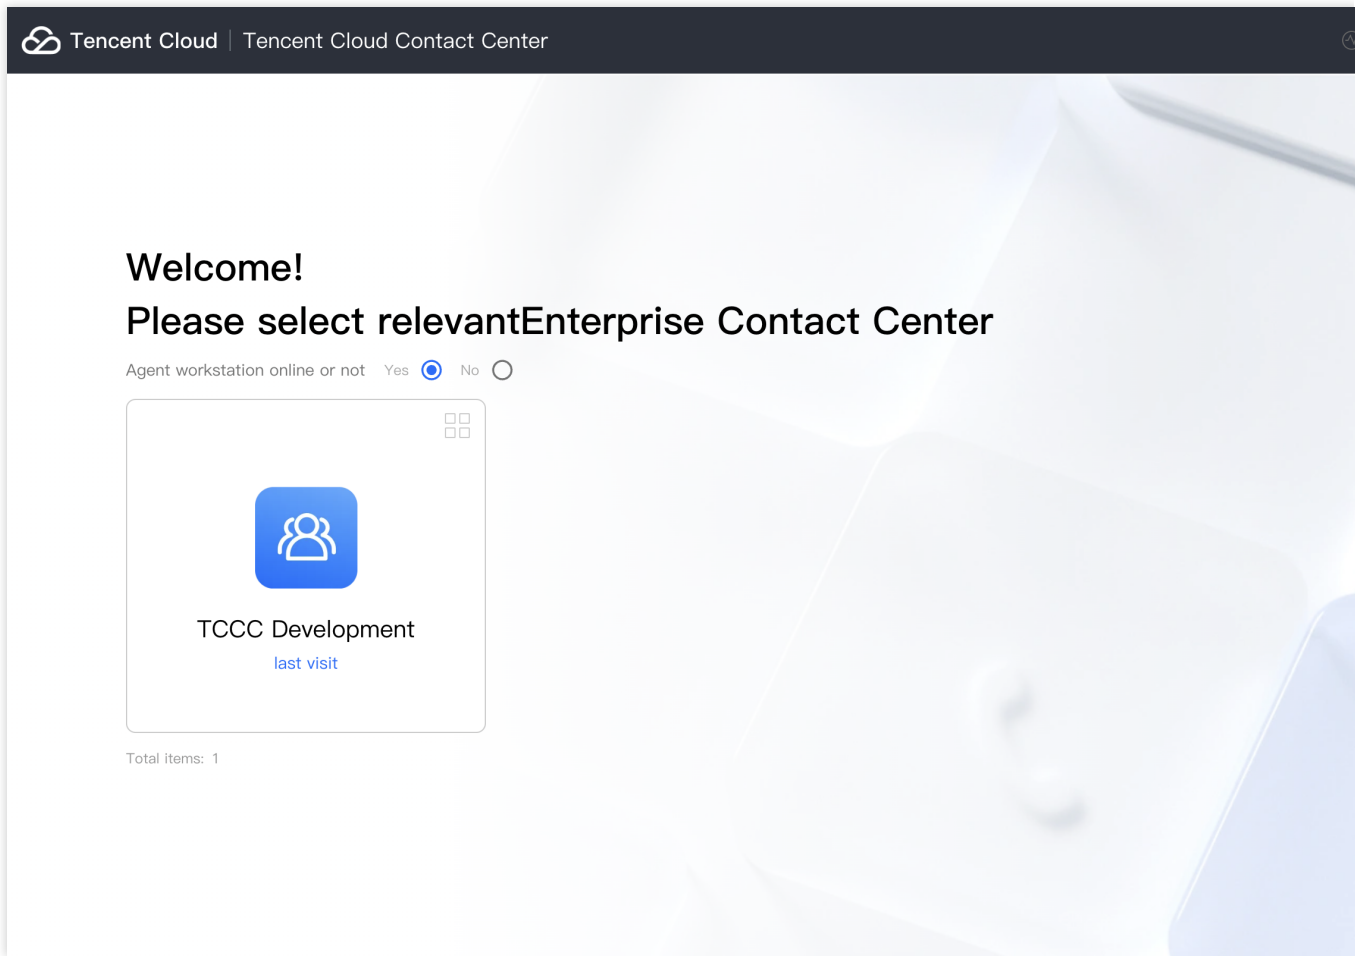 Tencent Cloud | Tencent Cloud Contact Center
Welcome!
Please select relevantEnterprise Contact Center
Agent workstation online or not Yes No
TCCC Development
last visit
Total items: 1